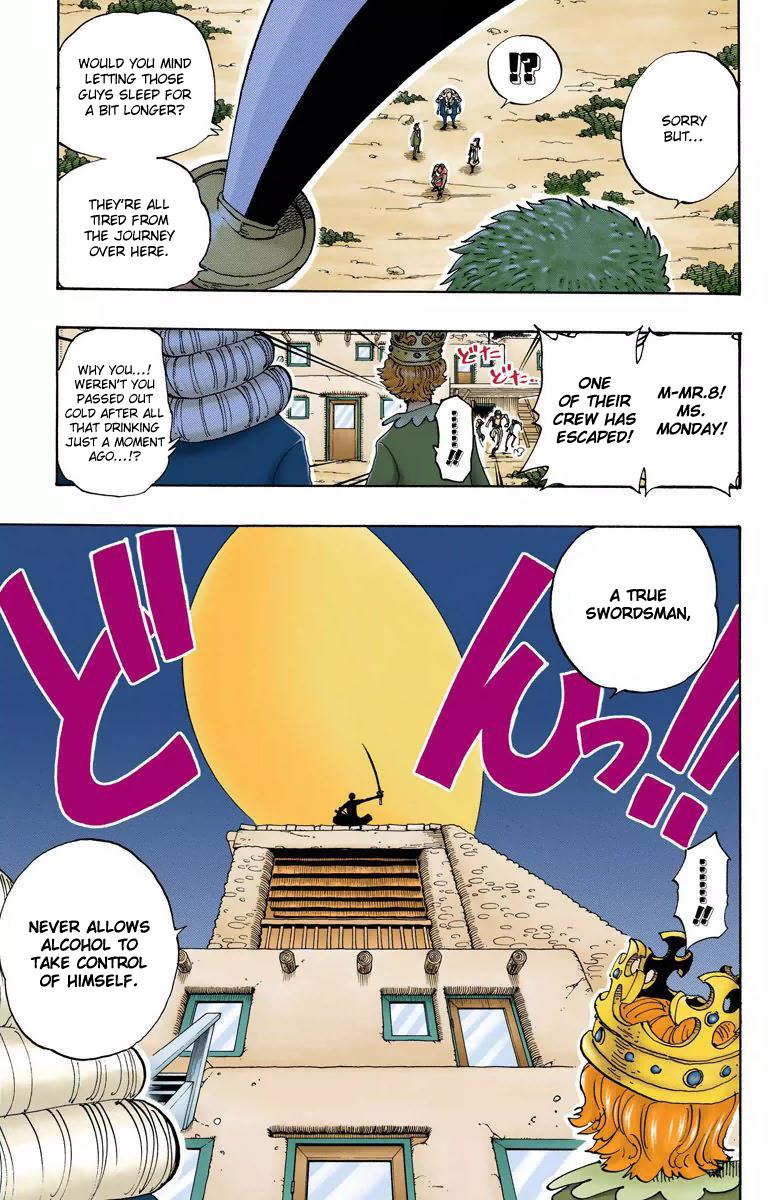 !?
SORRY
BUT...
WOULD YOU MIND
LETTING THOSE
GUYS SLEEP FOR
A BIT LONGER?
THEY'RE ALL
TIRED FROM
THE JOURNEY
OVER HERE.
M-MR.8!
MS.
MONDAY!
ONE
OF THEIR
CREW HAS
ESCAPED!
どた
どた...
.......!!
WHY YOU...!
WEREN'T YOU
PASSED OUT
COLD AFTER ALL
THAT DRINKING
JUST A MOMENT
AGO...!?
A TRUE
SWORDSMAN,
どんっ!!
.......!!
NEVER ALLOWS
ALCOHOL TO
TAKE CONTROL
OF HIMSELF.